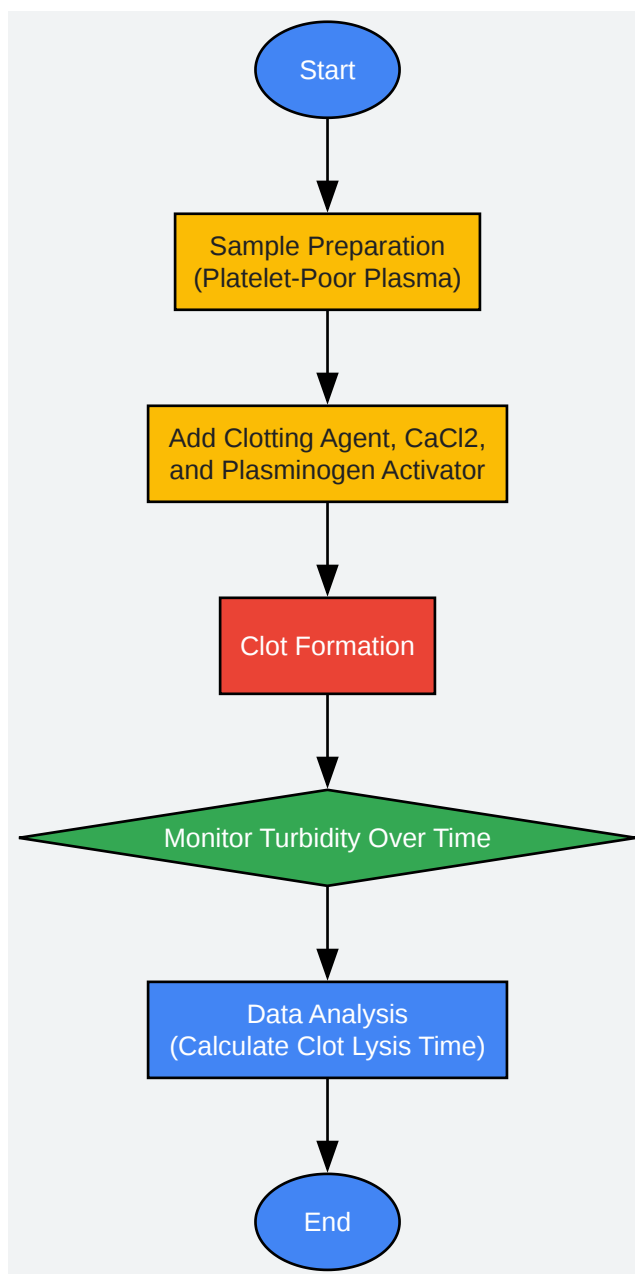 Start
Sample Preparation
(Platelet-Poor Plasma)
Add Clotting Agent, CaCl2,
and Plasminogen Activator
Clot Formation
Monitor Turbidity Over Time
Data Analysis
(Calculate Clot Lysis Time)
End